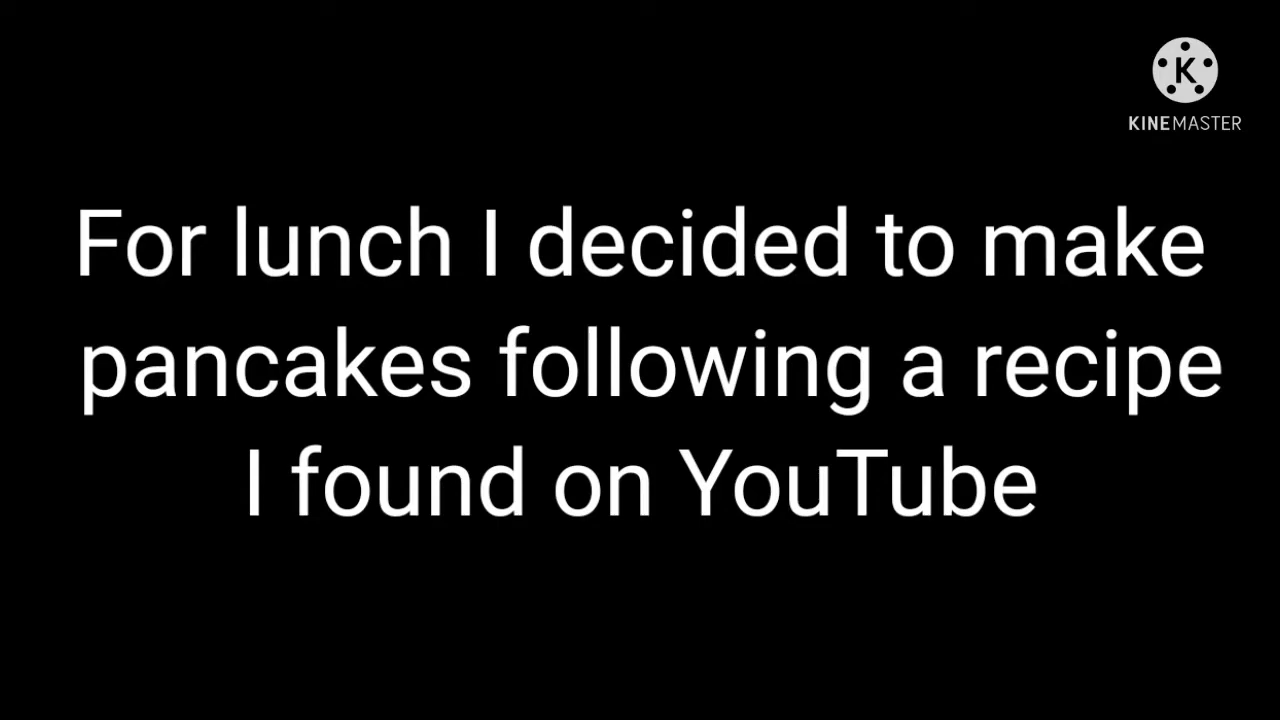 K
KINEMASTER
For lunch I decided to make
pancakes following a recipe
I found on YouTube